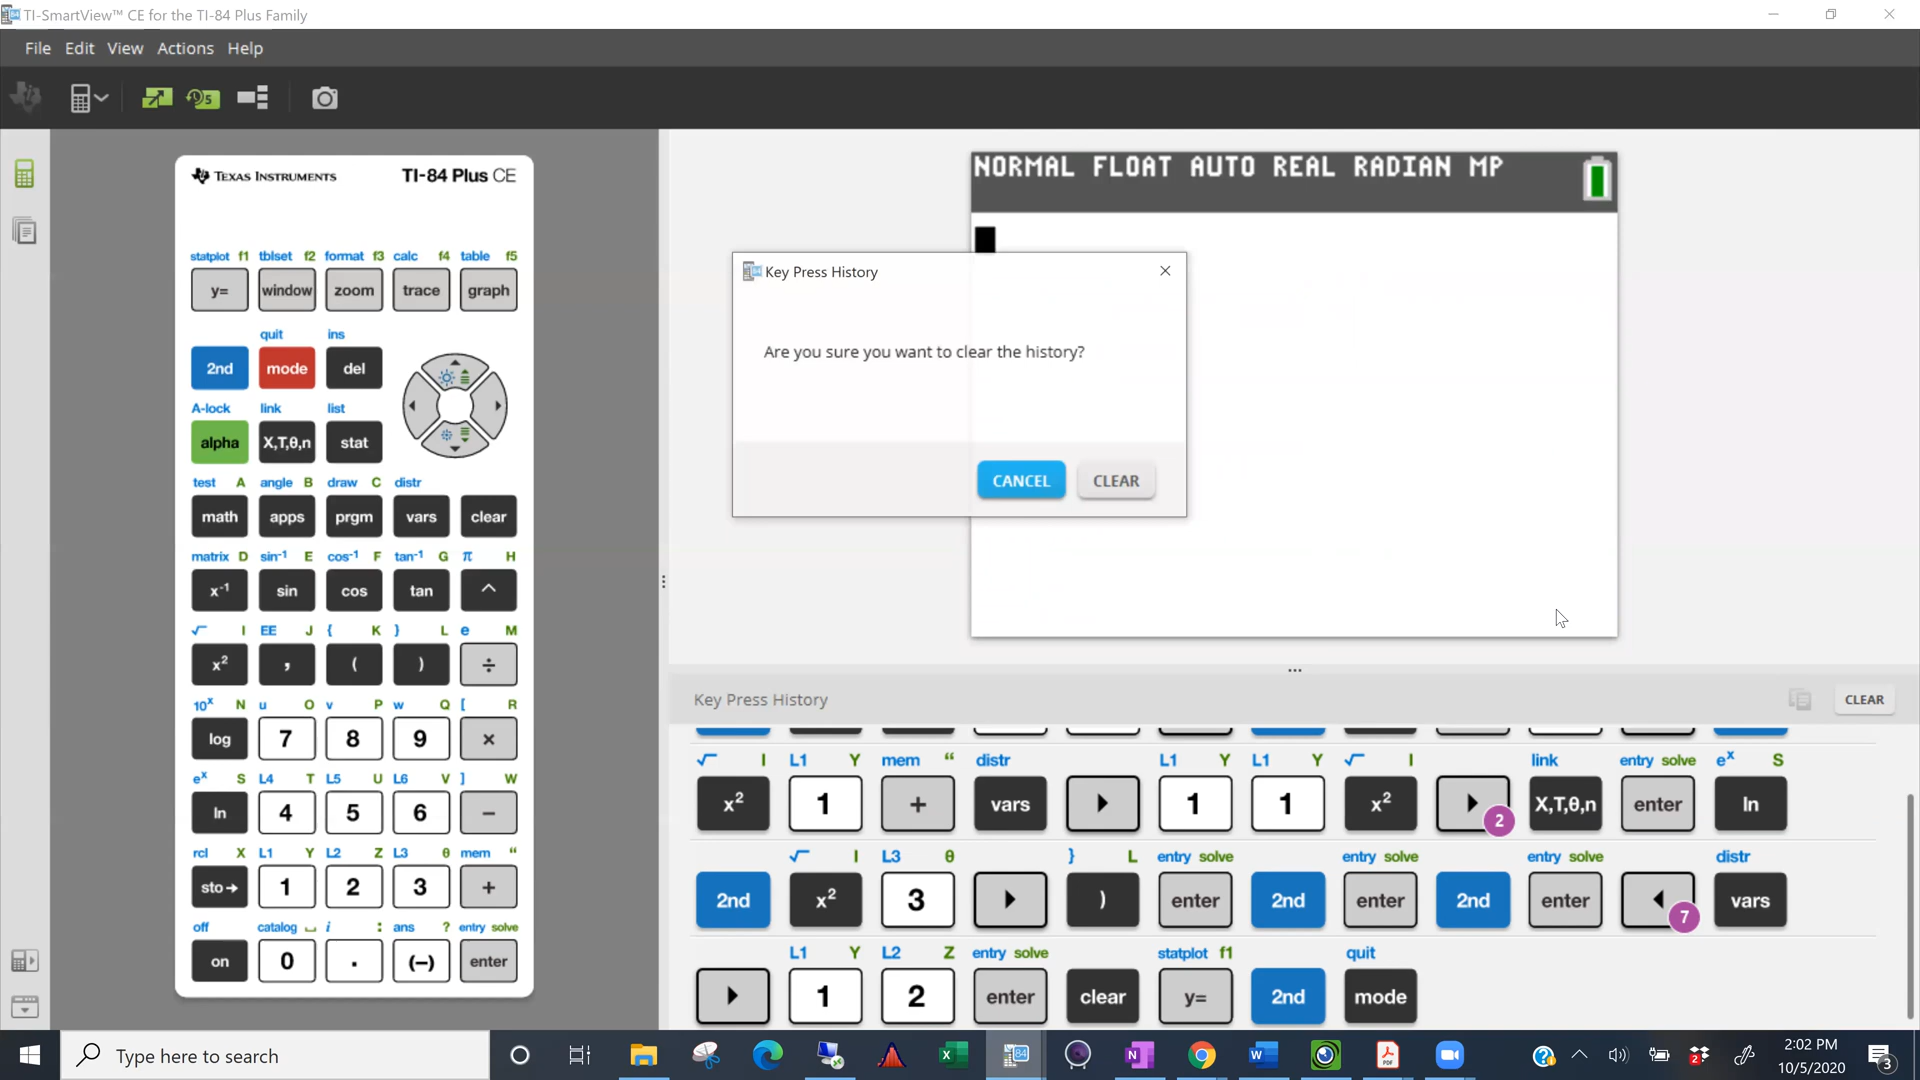 TI-SmartView™ CE for the TI-84 Plus Family
File Edit View Actions Help
5
NORMAL FLOAT AUTO REAL RADIAN MP
TEXAS INSTRUMENTS TI-84 Plus CE
statplot f1 tblset f2 format f3 calc f4 table f5
y= window zoom trace graph
quit ins
2nd mode del
A-lock link list
alpha X,T,θ,n stat
test A angle B draw C distr
math apps prgm vars clear
matrix D sin⁻¹ E cos⁻¹ F tan⁻¹ G π H
x⁻¹ sin cos tan ^
√ I EE J { K } L e M
x² , ( ) ÷
10ˣ N u O v P w Q [ R
log 7 8 9 ×
eˣ S L4 T L5 U L6 V ] W
ln 4 5 6 −
rcl X L1 Y L2 Z L3 θ mem “
sto→ 1 2 3 +
off catalog ⎵ i : ans ? entry solve
on 0 . (−) enter
Key Press History
Are you sure you want to clear the history?
CANCEL CLEAR
Key Press History CLEAR
√ I L1 Y mem “ distr L1 Y L1 Y √ I link entry solve eˣ S
x² 1 + vars 1 1 x² 2 X,T,θ,n enter ln
√ I L3 θ } L entry solve entry solve entry solve distr
2nd x² 3 ) enter 2nd enter 2nd enter 7 vars
L1 Y L2 Z entry solve statplot f1 quit
1 2 enter clear y= 2nd mode
Type here to search
2:02 PM
10/5/2020
3